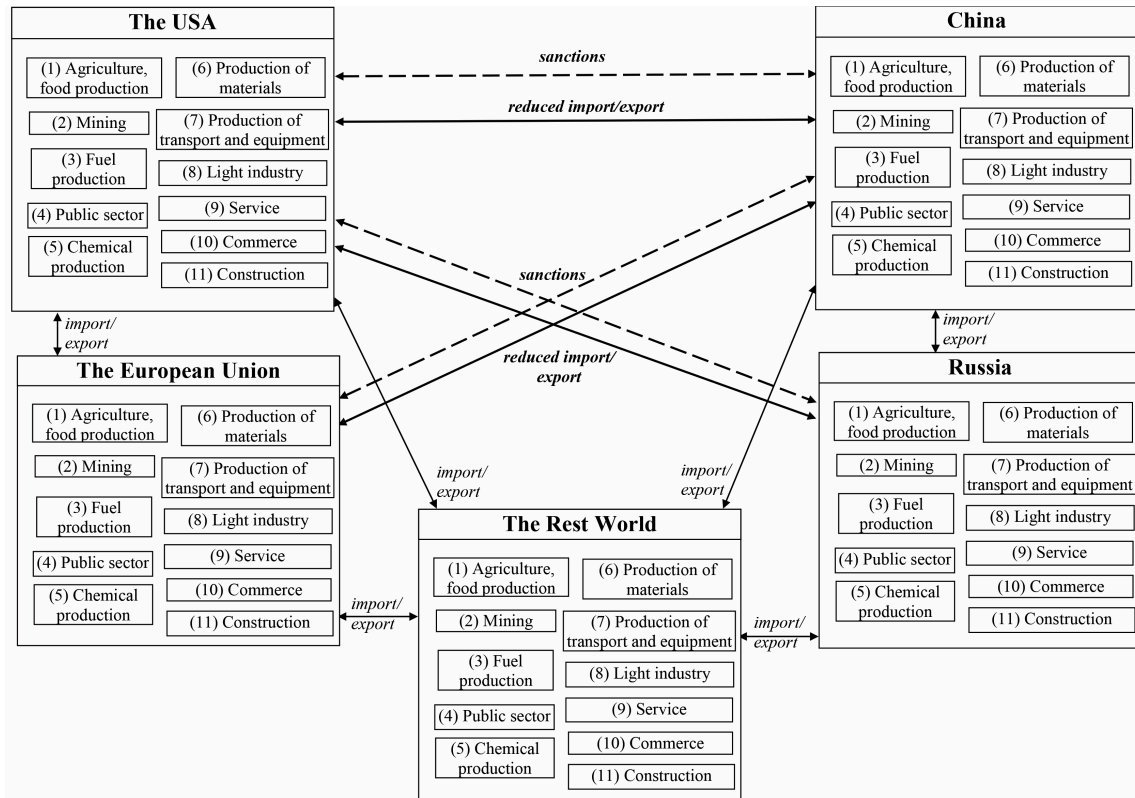 The USA
(1) Agriculture,
food production
(2) Mining
(3) Fuel
production
(4) Public sector
(5) Chemical
production
(6) Production of
materials
(7) Production of
transport and equipment
(8) Light industry
(9) Service
(10) Commerce
(11) Construction
sanctions
reduced import/export
China
(1) Agriculture,
food production
(2) Mining
(3) Fuel
production
(4) Public sector
(5) Chemical
production
(6) Production of
materials
(7) Production of
transport and equipment
(8) Light industry
(9) Service
(10) Commerce
(11) Construction
sanctions
reduced import/
export
import/
export
import/
export
The European Union
(1) Agriculture,
food production
(2) Mining
(3) Fuel
production
(4) Public sector
(5) Chemical
production
(6) Production of
materials
(7) Production of
transport and equipment
(8) Light industry
(9) Service
(10) Commerce
(11) Construction
Russia
(1) Agriculture,
food production
(2) Mining
(3) Fuel
production
(4) Public sector
(5) Chemical
production
(6) Production of
materials
(7) Production of
transport and equipment
(8) Light industry
(9) Service
(10) Commerce
(11) Construction
import/
export
import/
export
import/
export
import/
export
The Rest World
(1) Agriculture,
food production
(2) Mining
(3) Fuel
production
(4) Public sector
(5) Chemical
production
(6) Production of
materials
(7) Production of
transport and equipment
(8) Light industry
(9) Service
(10) Commerce
(11) Construction